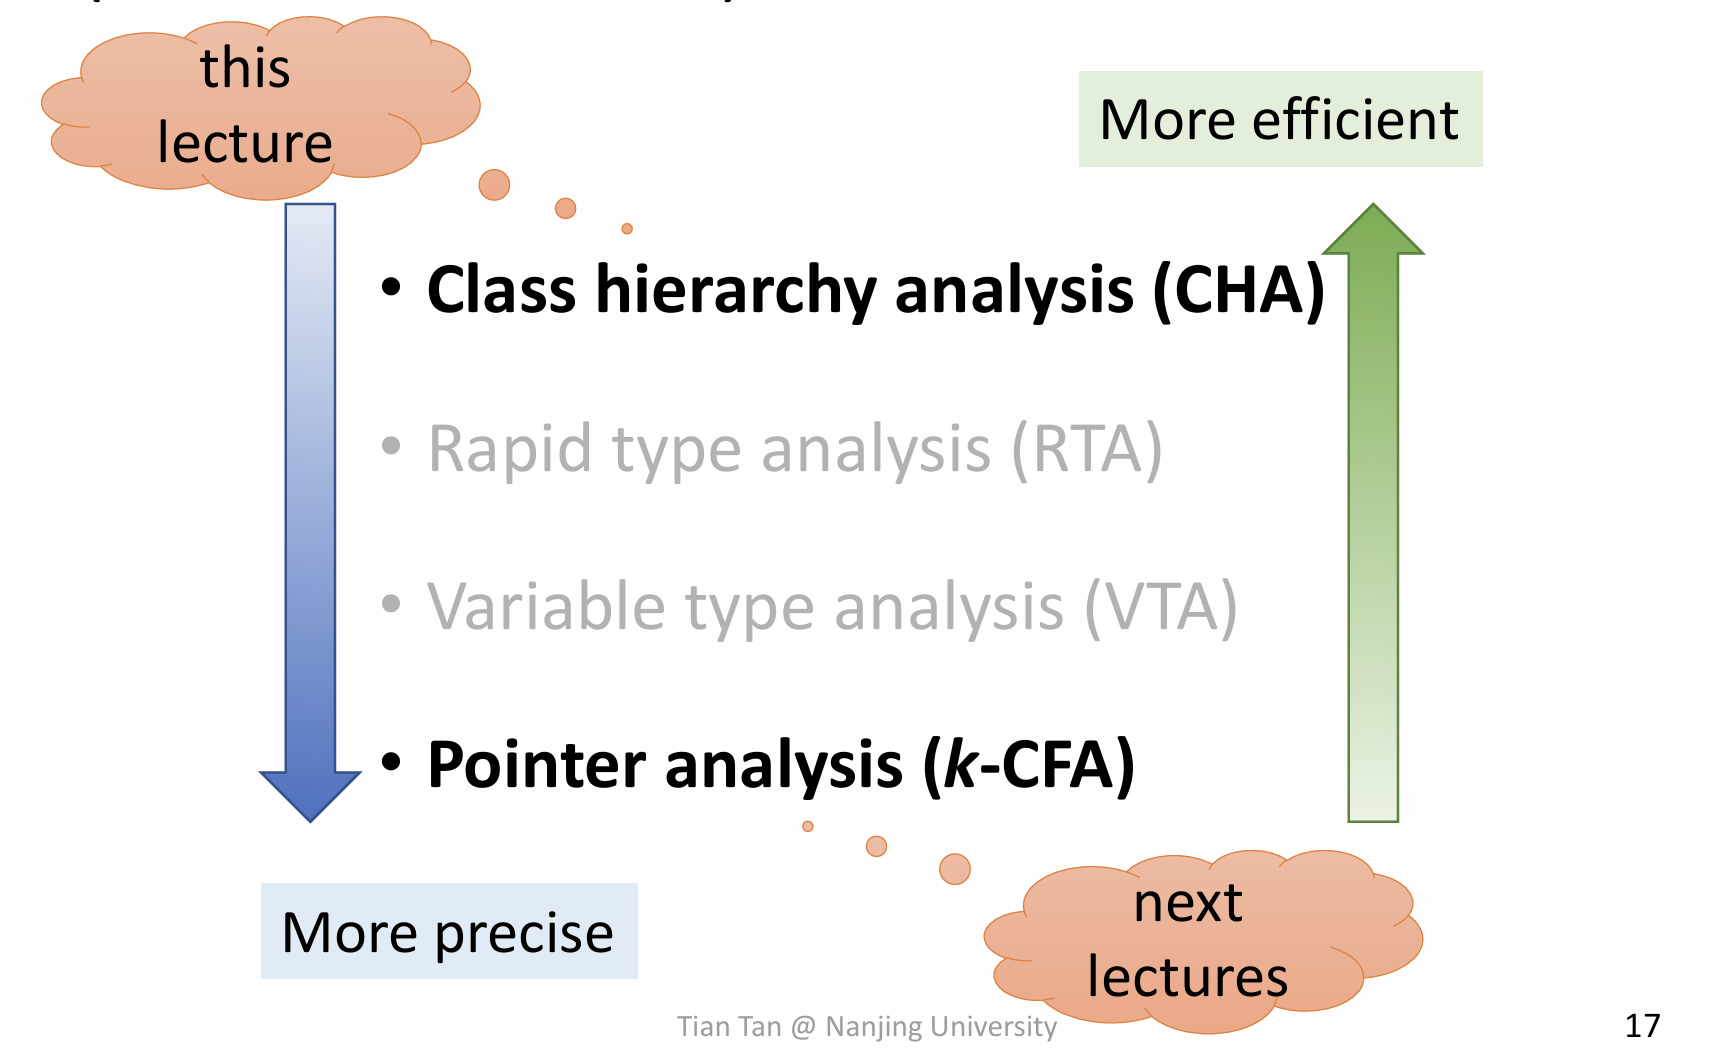 this
lecture
More efficient
• Class hierarchy analysis (CHA)
• Rapid type analysis (RTA)
• Variable type analysis (VTA)
• Pointer analysis (k-CFA)
More precise
next
lectures
Tian Tan @ Nanjing University
17